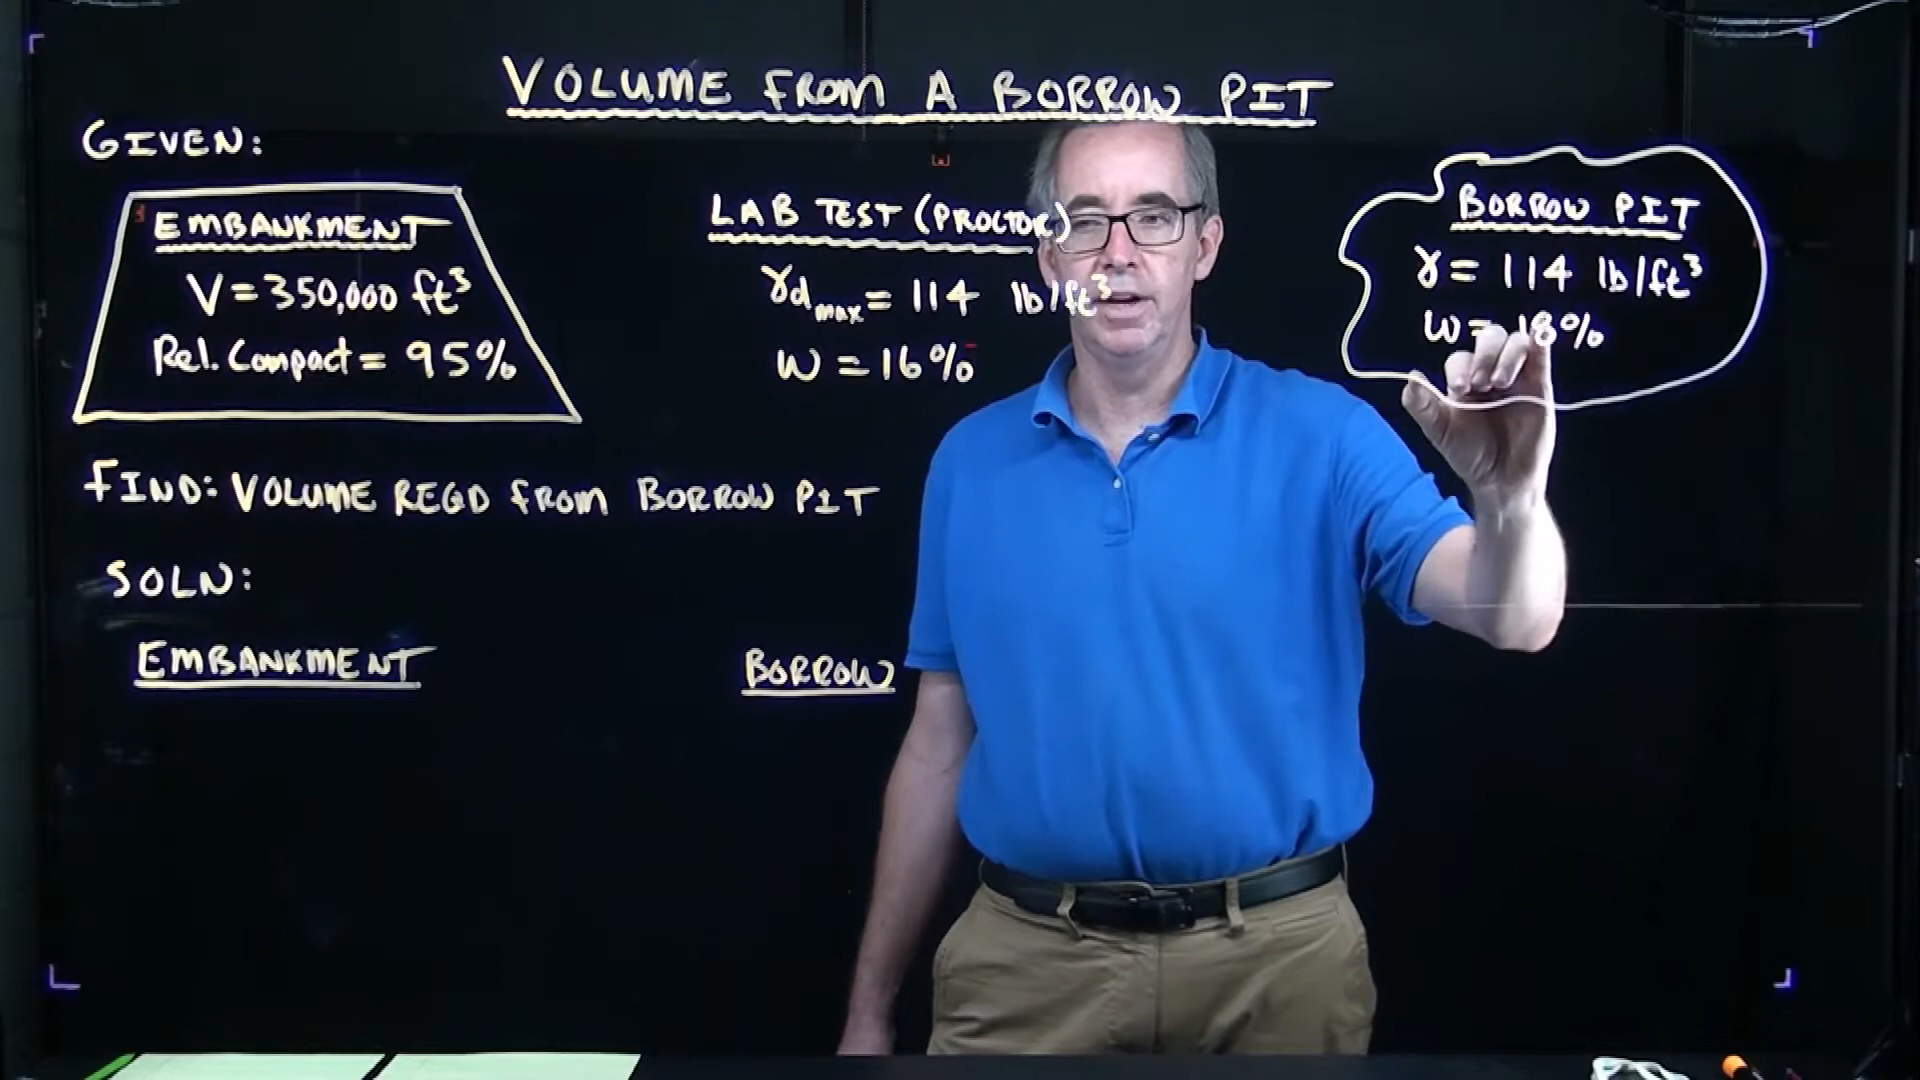 VOLUME FROM A BORROW PIT
GIVEN:
EMBANKMENT
V = 350,000 ft³
Rel. Compact = 95%
LAB TEST (PROCTOR)
γd max = 114 lb/ft³
w = 16%
BORROW PIT
γ = 114 lb/ft³
w = 18%
FIND: VOLUME REQD FROM BORROW PIT
SOLN:
EMBANKMENT
BORROW